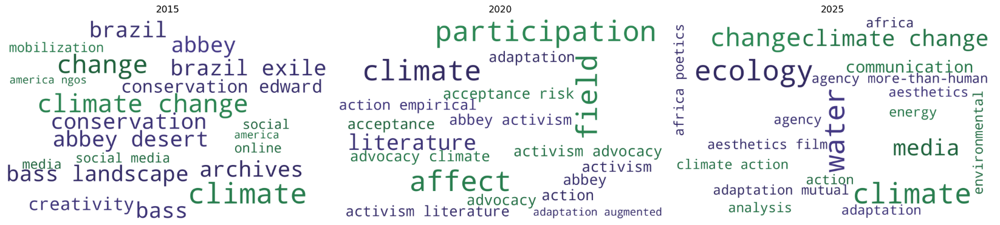 2015
brazil
mobilization
abbey
change
brazil exile
america ngos
conservation edward
climate change
conservation
social
abbey desert
america
online
social media
media
bass landscape
archives
climate
creativity
bass
2020
participation
adaptation
climate
field
acceptance risk
action empirical
abbey activism
acceptance
literature
activism advocacy
advocacy climate
activism
affect
abbey
action
advocacy
activism literature
adaptation augmented
2025
africa
change
climate change
africa poetics
ecology
communication
agency more-than-human
aesthetics
water
energy
agency
environmental
aesthetics film
media
climate action
action
adaptation mutual
climate
analysis
adaptation